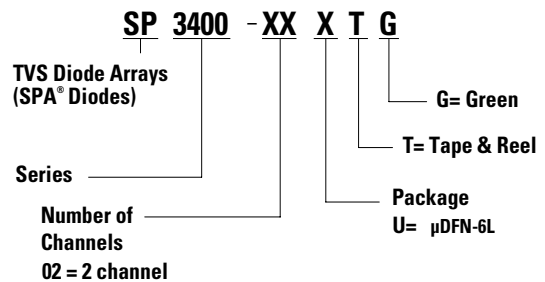 SP 3400 - XX X T G
TVS Diode Arrays
(SPA® Diodes)
G= Green
T= Tape & Reel
Series
Package
U= µDFN-6L
Number of
Channels
02 = 2 channel